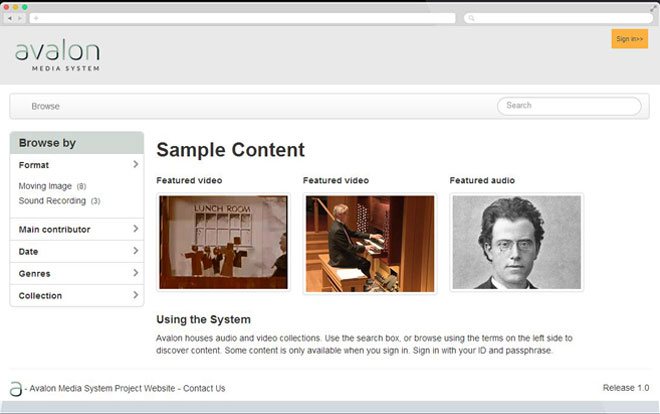 avalon
MEDIA SYSTEM
Sign in>>
Browse
Search
Browse by
Format
Moving Image (8)
Sound Recording (3)
Main contributor
Date
Genres
Collection
Sample Content
Featured video
Featured video
Featured audio
LUNCH ROOM
Using the System
Avalon houses audio and video collections. Use the search box, or browse using the terms on the left side to
discover content. Some content is only available when you sign in. Sign in with your ID and passphrase.
a - Avalon Media System Project Website - Contact Us
Release 1.0